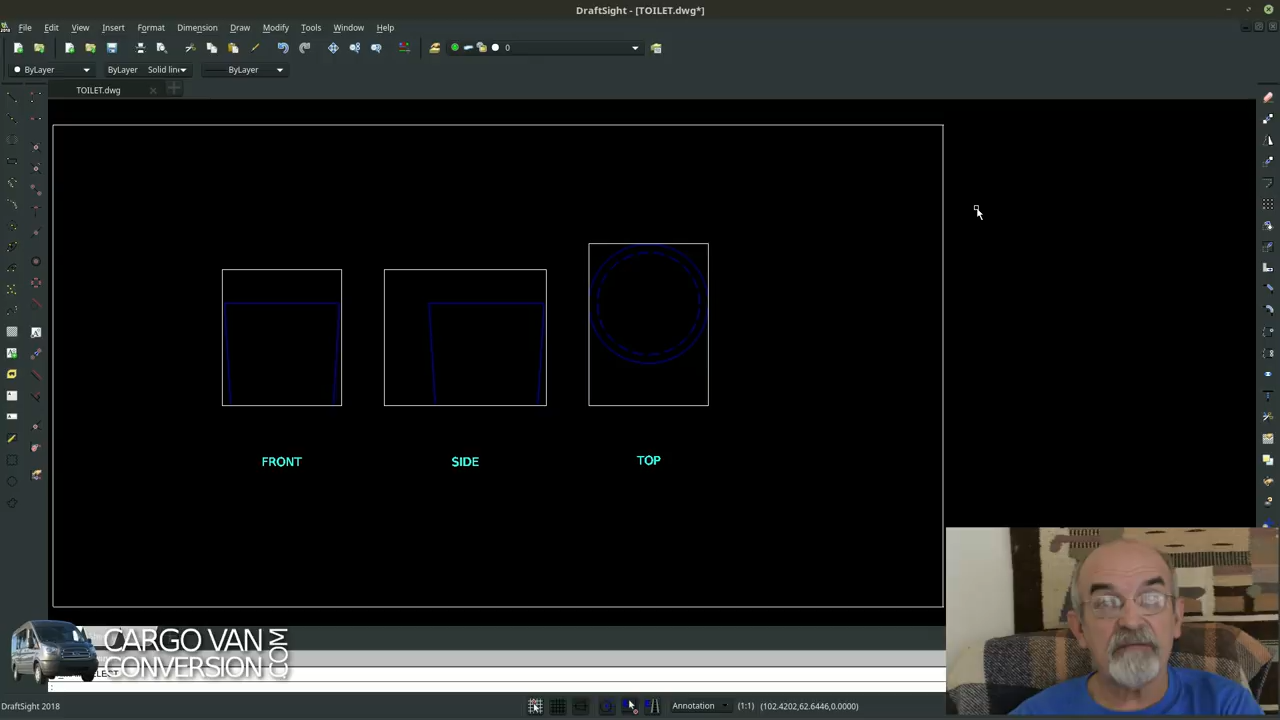 DraftSight - [TOILET.dwg*]
File Edit View Insert Format Dimension Draw Modify Tools Window Help
0
ByLayer ByLayer Solid line ByLayer
TOILET.dwg
FRONT SIDE TOP
CARGO VAN
CONVERSION.COM
:
DraftSight 2018 Annotation (1:1) (102.4202,62.6446,0.0000)